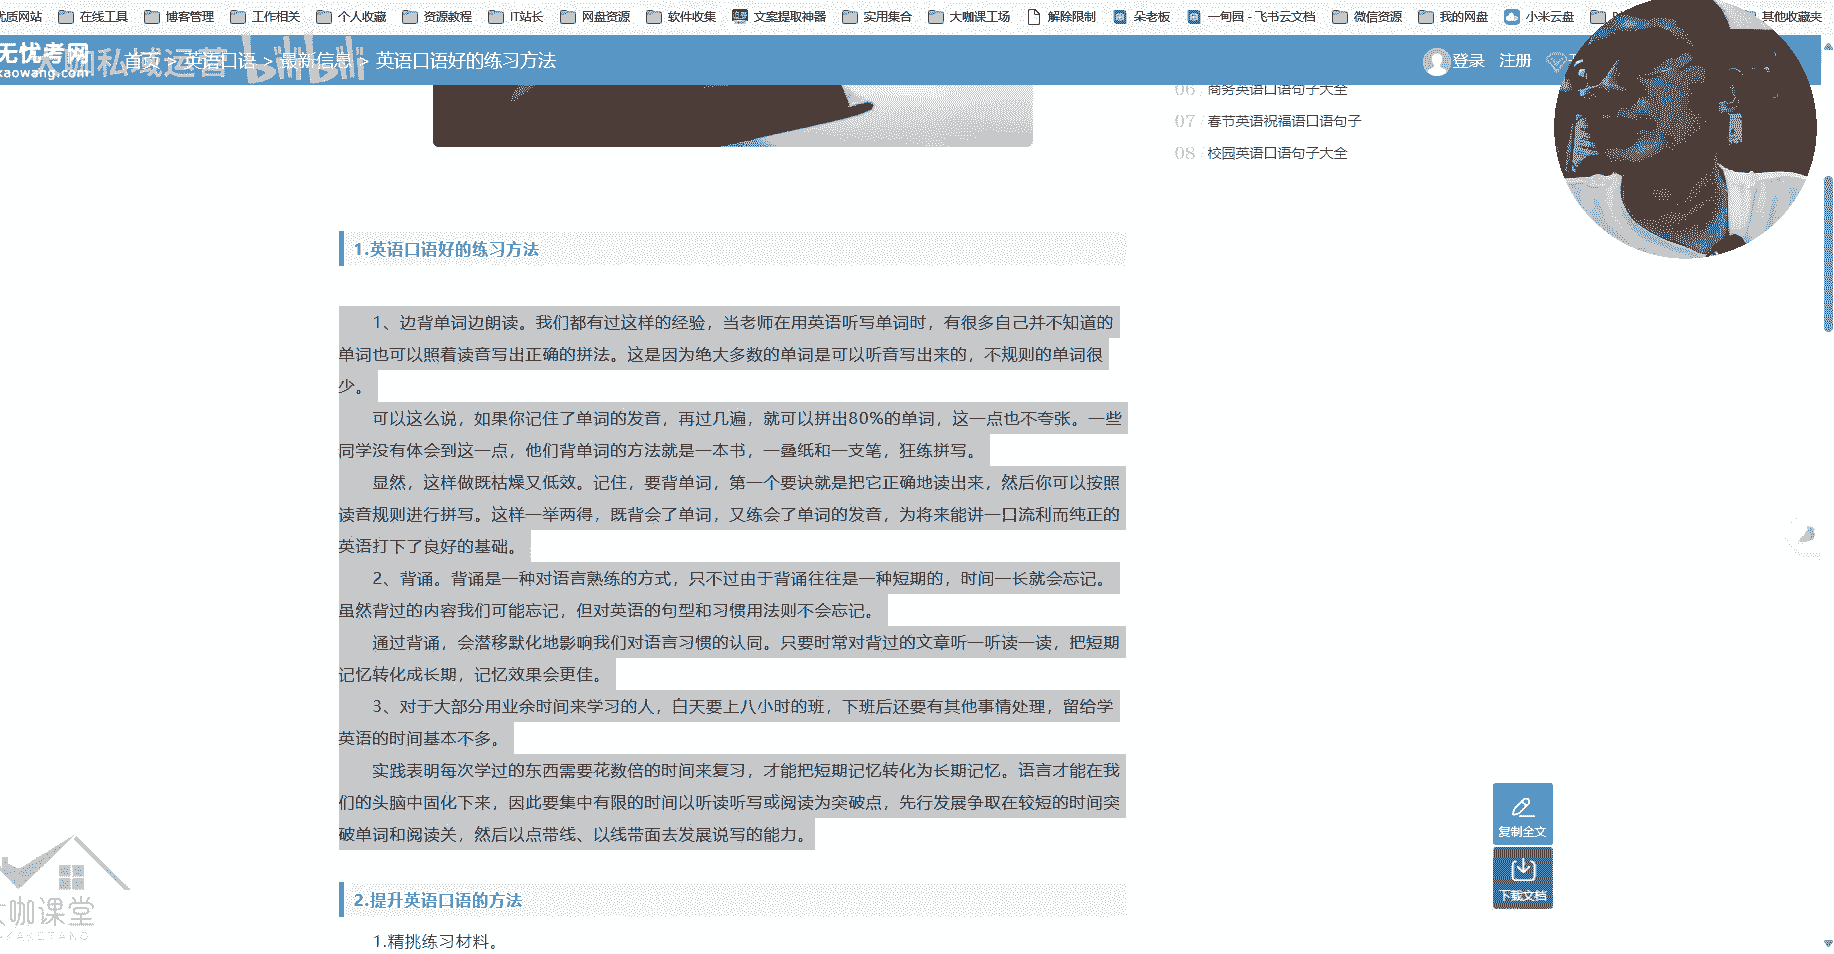 优质网站 在线工具 博客管理 工作相关 个人收藏 资源教程 IT站长 网盘资源 软件收集 文案提取神器 实用集合 大咖课工场 解除限制 朵老板 一甸园 - 飞书云文档 微信资源 我的网盘 小米云盘 其他收藏夹
无忧考网
kaowang.com
大咖私域运营 bilibili
首页 > 英语口语 > 最新信息 > 英语口语好的练习方法
登录 注册
06 商务英语口语句子大全
07 春节英语祝福语口语句子
08 校园英语口语句子大全
1.英语口语好的练习方法
1、边背单词边朗读。我们都有过这样的经验，当老师在用英语听写单词时，有很多自己并不知道的
单词也可以照着读音写出正确的拼法。这是因为绝大多数的单词是可以听音写出来的，不规则的单词很
少。
可以这么说，如果你记住了单词的发音，再过几遍，就可以拼出80%的单词，这一点也不夸张。一些
同学没有体会到这一点，他们背单词的方法就是一本书，一叠纸和一支笔，狂练拼写。
显然，这样做既枯燥又低效。记住，要背单词，第一个要诀就是把它正确地读出来，然后你可以按照
读音规则进行拼写。这样一举两得，既背会了单词，又练会了单词的发音，为将来能讲一口流利而纯正的
英语打下了良好的基础。
2、背诵。背诵是一种对语言熟练的方式，只不过由于背诵往往是一种短期的，时间一长就会忘记。
虽然背过的内容我们可能忘记，但对英语的句型和习惯用法则不会忘记。
通过背诵，会潜移默化地影响我们对语言习惯的认同。只要时常对背过的文章听一听读一读，把短期
记忆转化成长期，记忆效果会更佳。
3、对于大部分用业余时间来学习的人，白天要上八小时的班，下班后还要有其他事情处理，留给学
英语的时间基本不多。
实践表明每次学过的东西需要花数倍的时间来复习，才能把短期记忆转化为长期记忆。语言才能在我
们的头脑中固化下来，因此要集中有限的时间以听读听写或阅读为突破点，先行发展争取在较短的时间突
破单词和阅读关，然后以点带线、以线带面去发展说写的能力。
复制全文
下载文档
2.提升英语口语的方法
1.精挑练习材料。
大咖课堂
DAKAKETANG